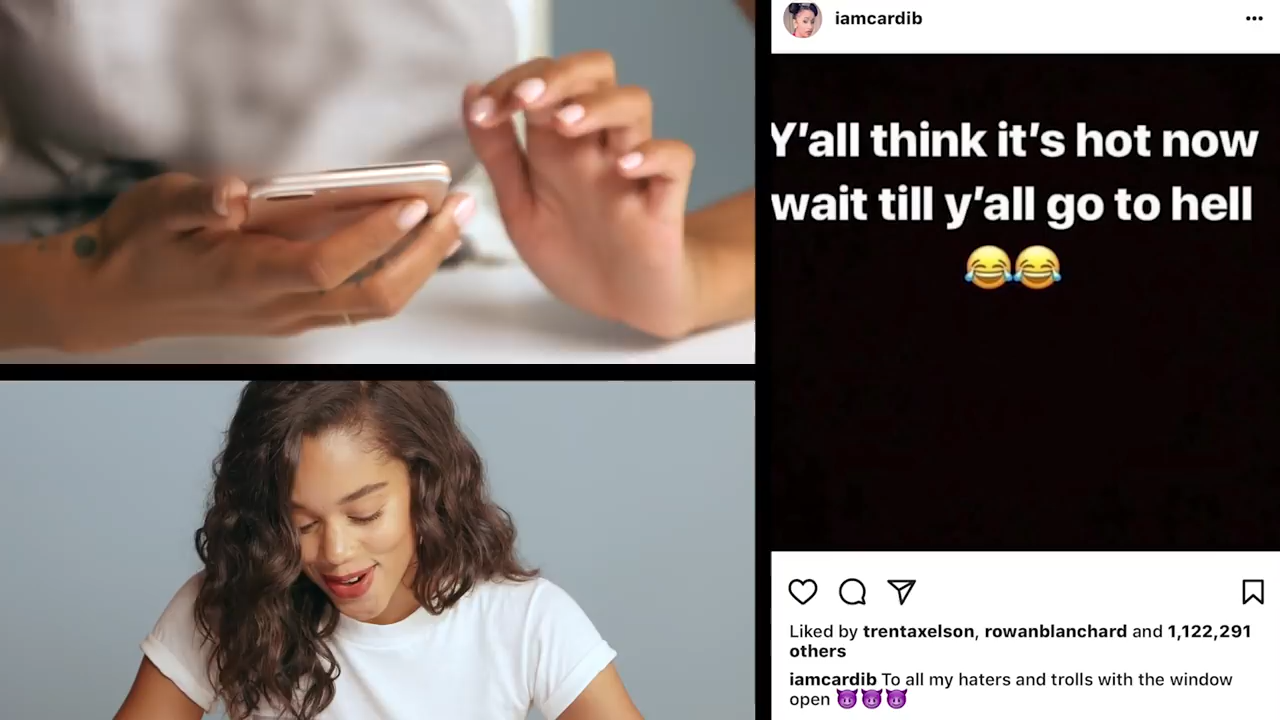 iamcardib
Y'all think it's hot now
wait till y'all go to hell
😂😂
Liked by trentaxelson, rowanblanchard and 1,122,291
others
iamcardib To all my haters and trolls with the window
open 😈😈😈